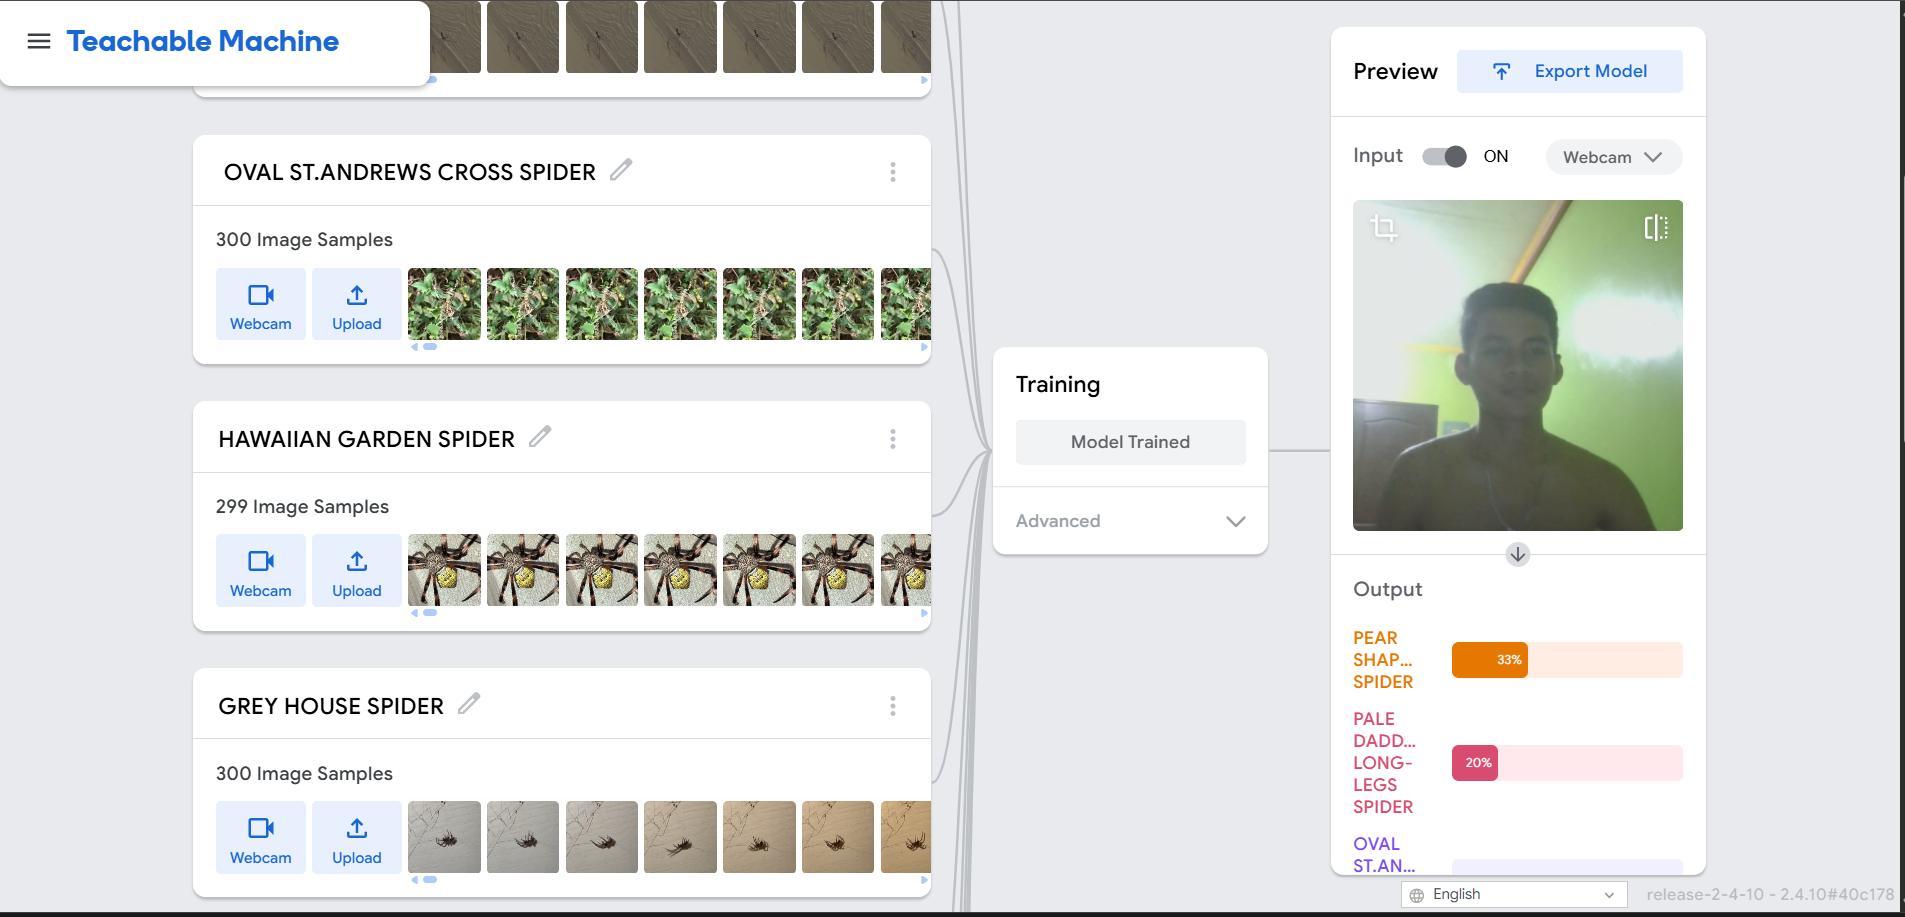 Teachable Machine
OVAL ST.ANDREWS CROSS SPIDER
300 Image Samples
Webcam
Upload
HAWAIIAN GARDEN SPIDER
299 Image Samples
Webcam
Upload
GREY HOUSE SPIDER
300 Image Samples
Webcam
Upload
Training
Model Trained
Advanced
Preview
Export Model
Input
ON
Webcam
Output
PEAR
SHAP...
SPIDER
33%
PALE
DADD...
LONG-
LEGS
SPIDER
20%
OVAL
ST.AN...
English
release-2-4-10 - 2.4.10#40c178